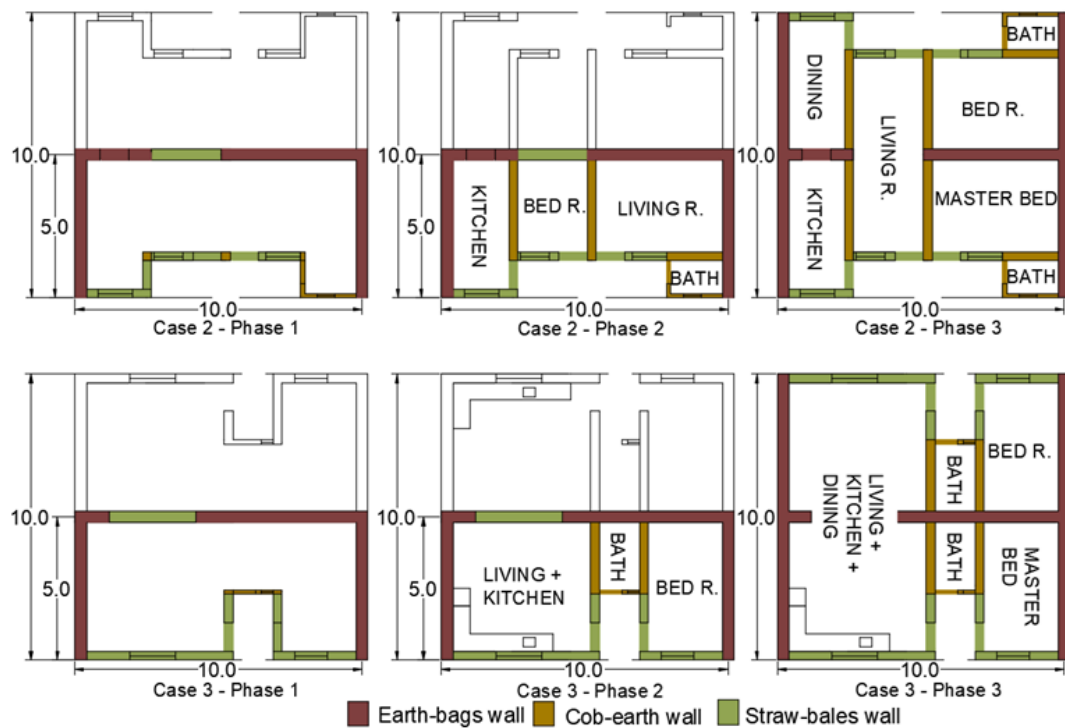 BATH
DINING
BED R.
LIVING R.
10.0
10.0
10.0
KITCHEN
BED R.
LIVING R.
KITCHEN
MASTER BED
5.0
5.0
BATH
BATH
10.0
10.0
10.0
Case 2 - Phase 1
Case 2 - Phase 2
Case 2 - Phase 3
LIVING +
KITCHEN +
DINING
BATH
BED R.
10.0
10.0
10.0
5.0
LIVING +
KITCHEN
BATH
BED R.
5.0
BATH
MASTER
BED
10.0
10.0
10.0
Case 3 - Phase 1
Case 3 - Phase 2
Case 3 - Phase 3
Earth-bags wall
Cob-earth wall
Straw-bales wall